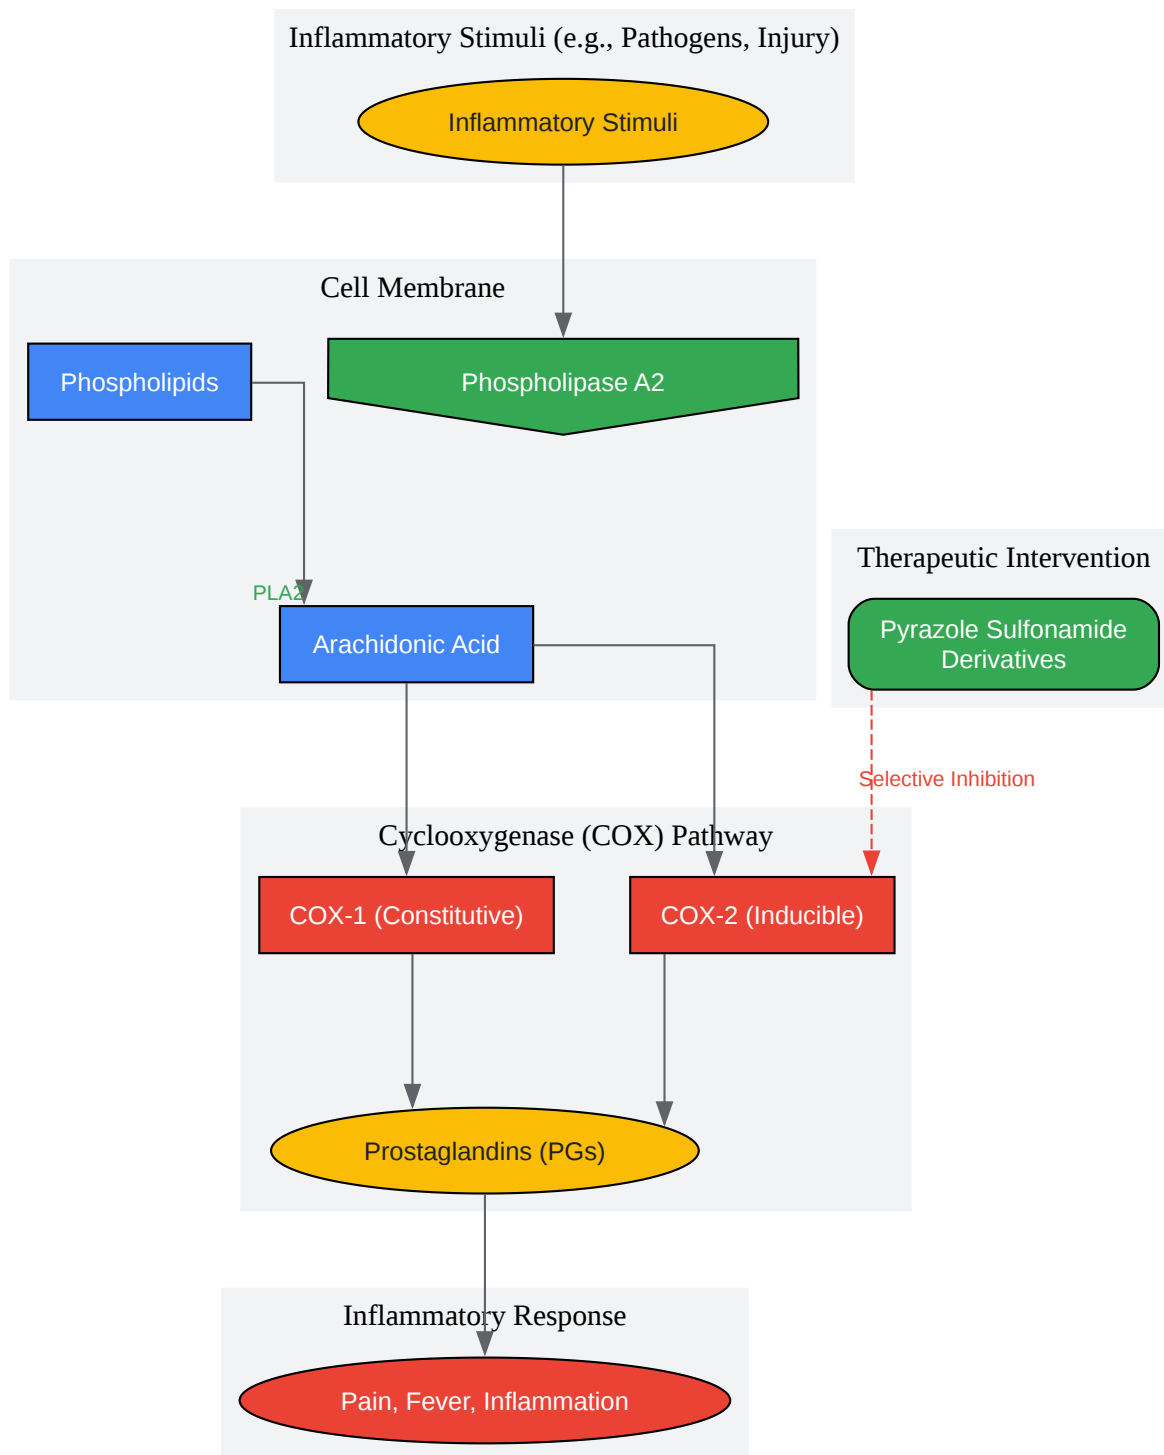 Inflammatory Stimuli (e.g., Pathogens, Injury)
Inflammatory Stimuli
Cell Membrane
Phospholipids
Phospholipase A2
PLA2
Arachidonic Acid
Therapeutic Intervention
Pyrazole Sulfonamide
Derivatives
Selective Inhibition
Cyclooxygenase (COX) Pathway
COX-1 (Constitutive)
COX-2 (Inducible)
Prostaglandins (PGs)
Inflammatory Response
Pain, Fever, Inflammation